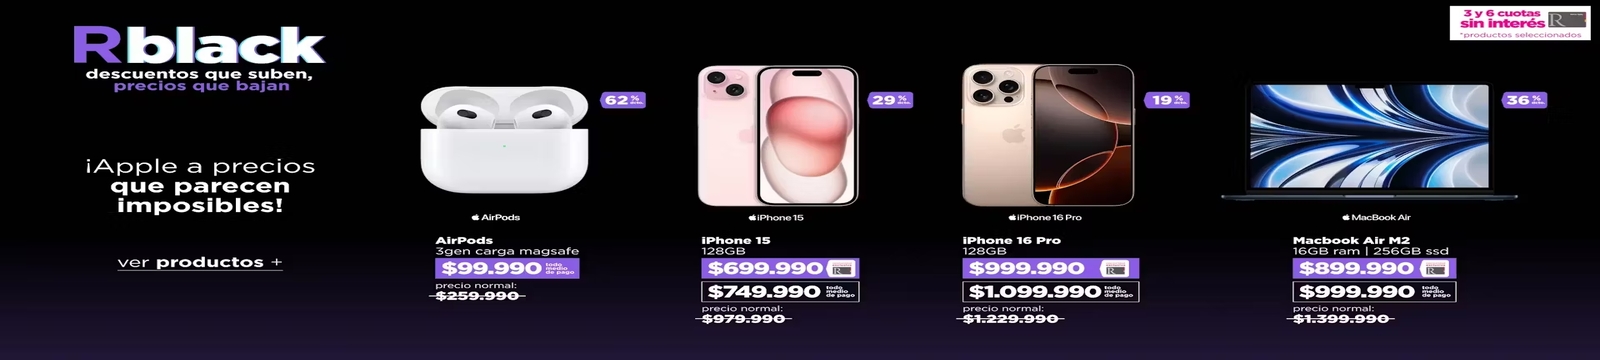 Rblack
descuentos que suben,
precios que bajan
¡Apple a precios
que parecen
imposibles!
ver productos +
3 y 6 cuotas
sin interés R
*productos seleccionados
62% dcto.
AirPods
AirPods
3gen carga magsafe
$99.990 todo medio de pago
precio normal:
$259.990
29% dcto.
iPhone 15
iPhone 15
128GB
$699.990 R
$749.990 todo medio de pago
precio normal:
$979.990
19% dcto.
iPhone 16 Pro
iPhone 16 Pro
128GB
$999.990 R
$1.099.990 todo medio de pago
precio normal:
$1.229.990
36% dcto.
MacBook Air
Macbook Air M2
16GB ram | 256GB ssd
$899.990 R
$999.990 todo medio de pago
precio normal:
$1.399.990